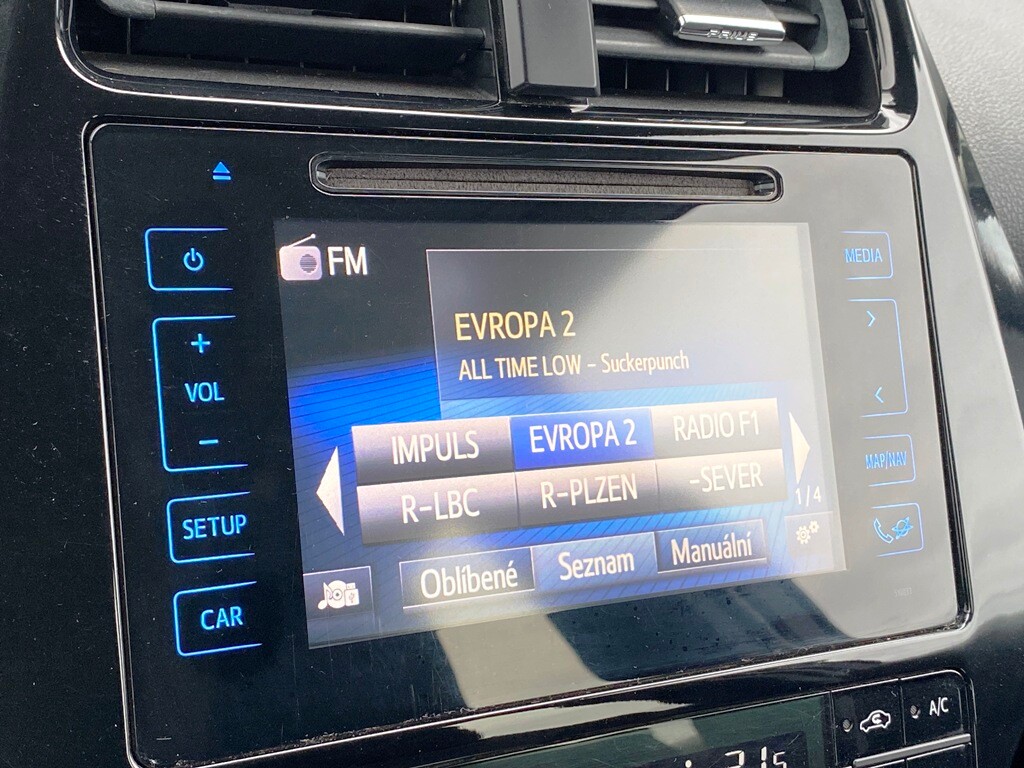 PRIUS
FM
MEDIA
EVROPA 2
ALL TIME LOW – Suckerpunch
+
VOL
−
IMPULS EVROPA 2 RADIO F1
R-LBC R-PLZEN -SEVER
MAP/NAV
1/4
SETUP
Oblíbené Seznam Manuální
CAR
A/C